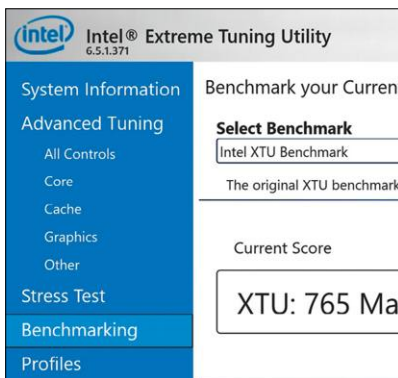 intel
Intel® Extreme Tuning Utility
6.5.1.371
System Information
Advanced Tuning
All Controls
Core
Cache
Graphics
Other
Stress Test
Benchmarking
Profiles
Benchmark your Curren
Select Benchmark
Intel XTU Benchmark
The original XTU benchmark
Current Score
XTU: 765 Ma